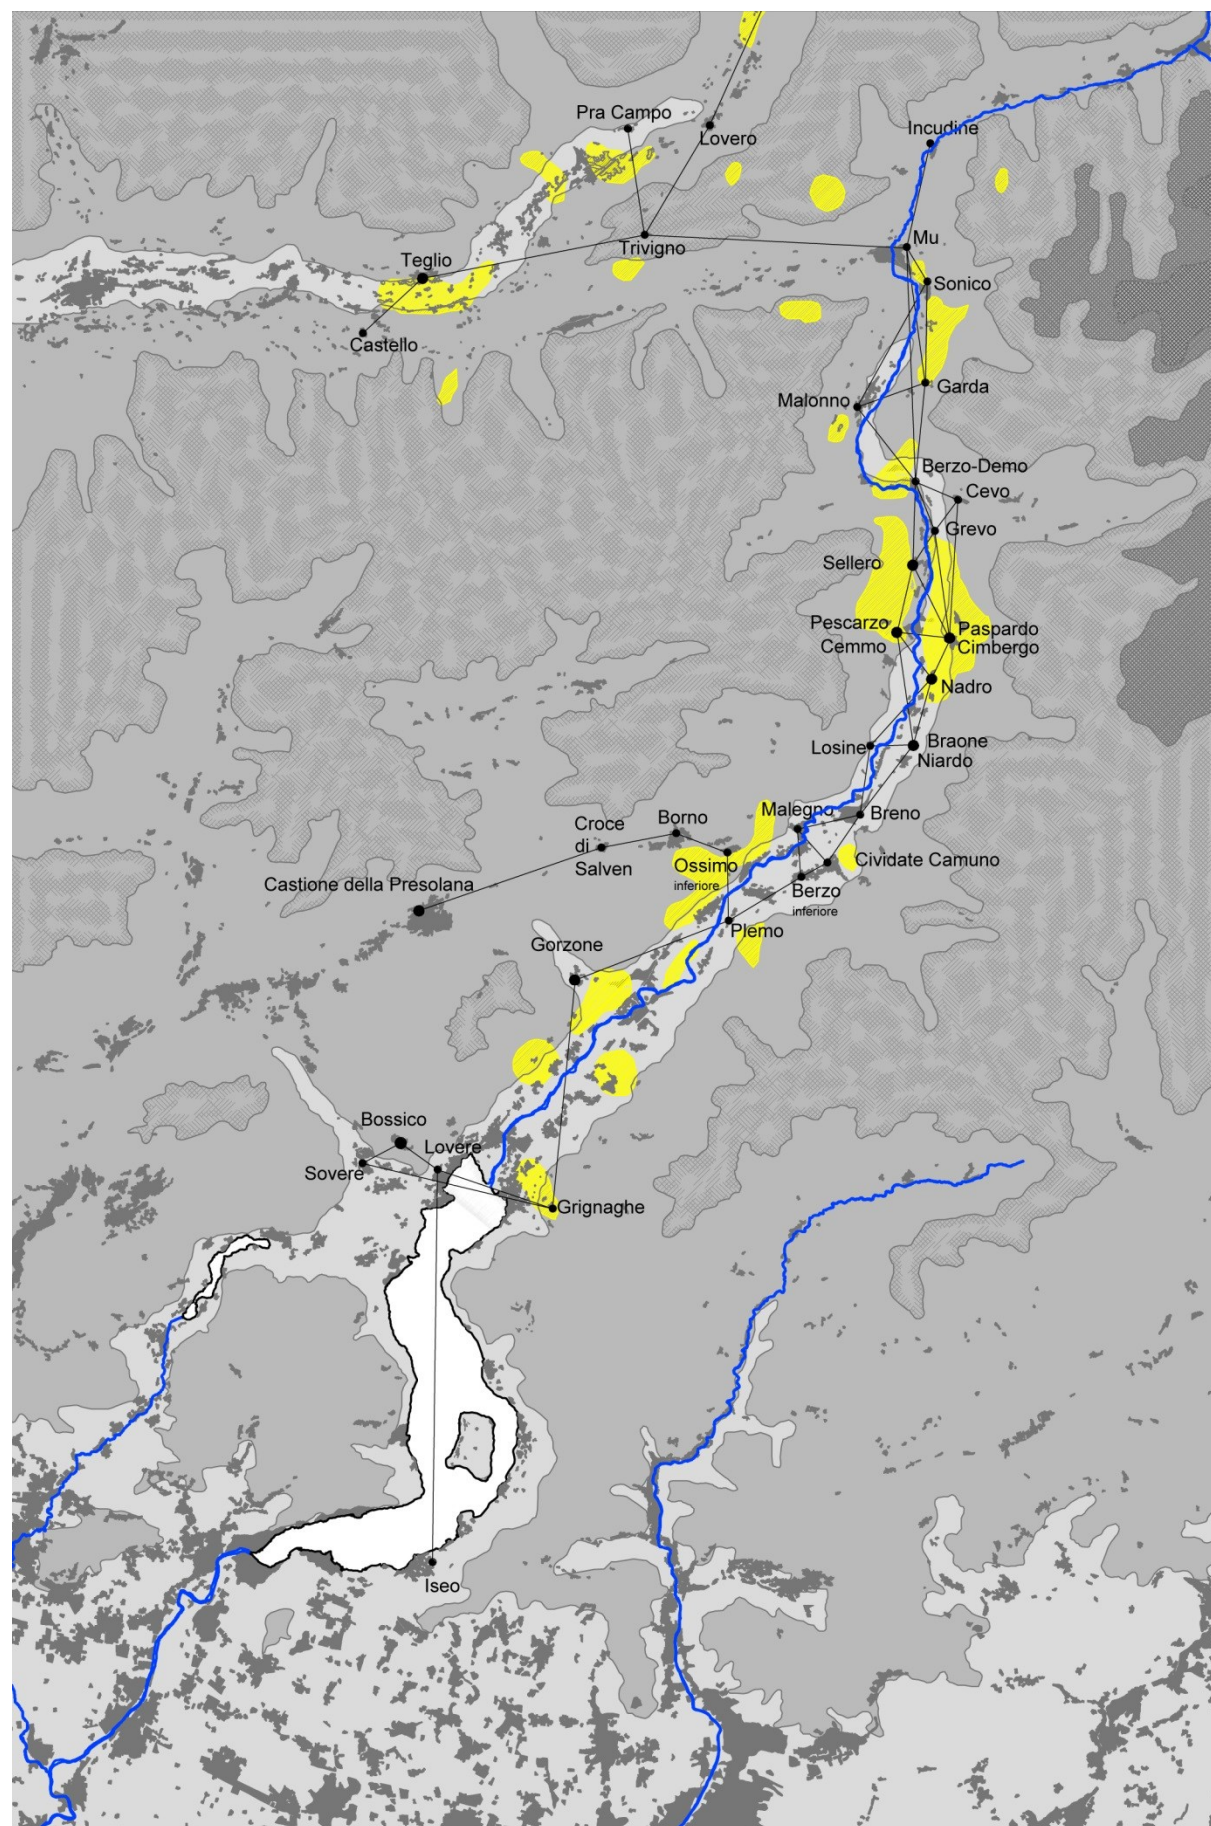 Pra Campo
Lovero
Incudine
Trivigno
Mu
Teglio
Sonico
Castello
Garda
Malonno
Berzo-Demo
Cevo
Grevo
Sellero
Pescarzo
Cemmo
Paspardo
Cimbergo
Nadro
Losine
Braone
Niardo
Malegno
Breno
Borno
Croce
di
Salven
Ossimo
inferiore
Cividate Camuno
Castione della Presolana
Berzo
inferiore
Plemo
Gorzone
Bossico
Lovere
Sovere
Grignaghe
Iseo